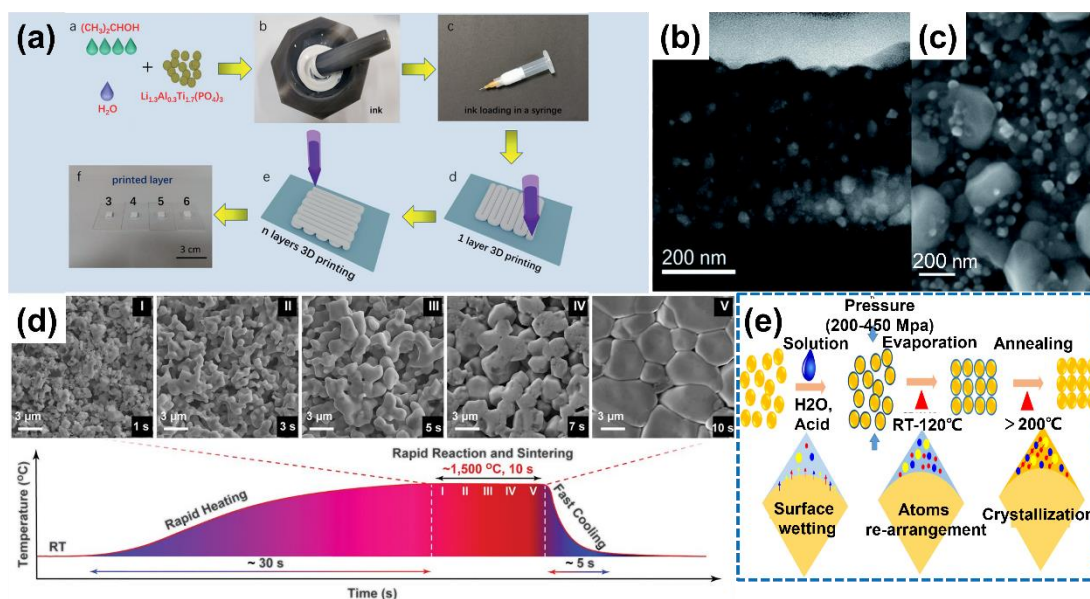 (a)
a
(CH₃)₂CHOH
+
H₂O
Li₁.₃Al₀.₃Ti₁.₇(PO₄)₃
b
ink
c
ink loading in a syringe
d
1 layer 3D printing
e
n layers 3D printing
f
printed layer
3 4 5 6
3 cm
(b)
200 nm
(c)
200 nm
(d)
I
3 μm
1 s
II
3 μm
3 s
III
3 μm
5 s
IV
3 μm
7 s
V
3 μm
10 s
Rapid Reaction and Sintering
~1,500 °C, 10 s
I II III IV V
Temperature (°C)
Rapid Heating
Fast Cooling
RT
~ 30 s
~ 5 s
Time (s)
(e)
Pressure
(200-450 Mpa)
Solution
Evaporation
Annealing
H2O,
Acid
RT-120℃
> 200℃
Surface
wetting
Atoms
re-arrangement
Crystallization